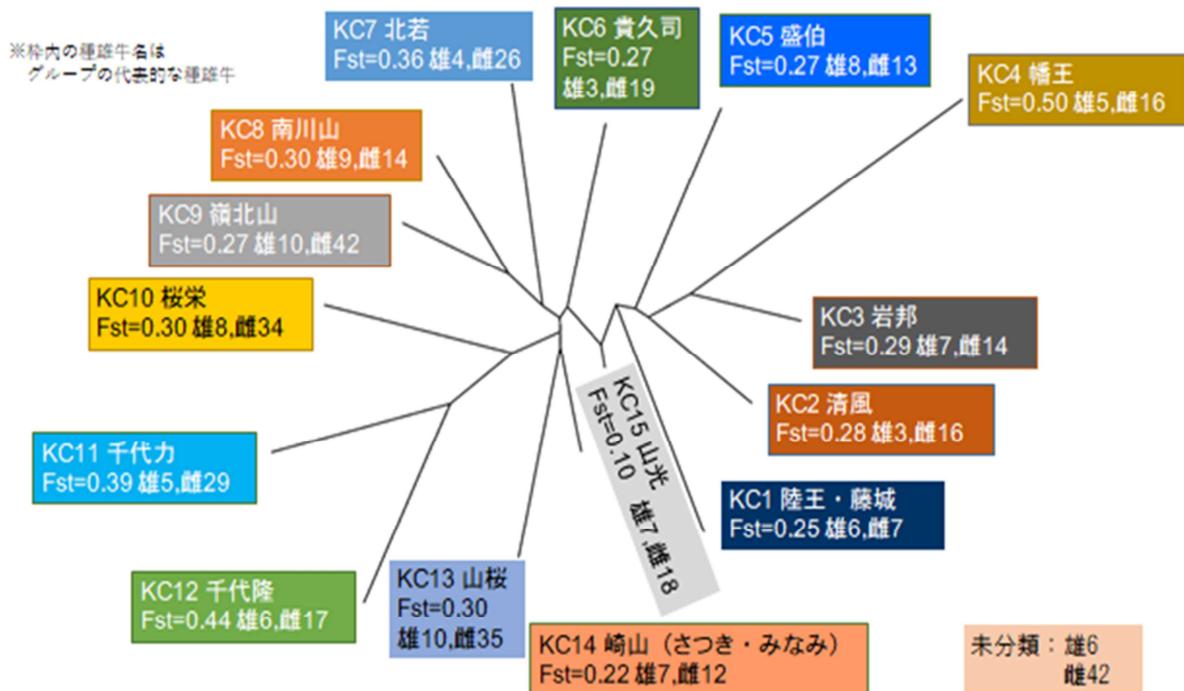 ※枠内の種雄牛名は
グループの代表的な種雄牛
KC7 北若
Fst=0.36 雄4,雌26
KC6 貴久司
Fst=0.27
雄3,雌19
KC5 盛伯
Fst=0.27 雄8,雌13
KC4 幡王
Fst=0.50 雄5,雌16
KC8 南川山
Fst=0.30 雄9,雌14
KC9 嶺北山
Fst=0.27 雄10,雌42
KC10 桜栄
Fst=0.30 雄8,雌34
KC3 岩邦
Fst=0.29 雄7,雌14
KC2 清風
Fst=0.28 雄3,雌16
KC15 山光
Fst=0.10 雄7,雌18
KC11 千代力
Fst=0.39 雄5,雌29
KC1 陸王・藤城
Fst=0.25 雄6,雌7
KC12 千代隆
Fst=0.44 雄6,雌17
KC13 山桜
Fst=0.30
雄10,雌35
KC14 崎山（さつき・みなみ）
Fst=0.22 雄7,雌12
未分類：雄6
雌42